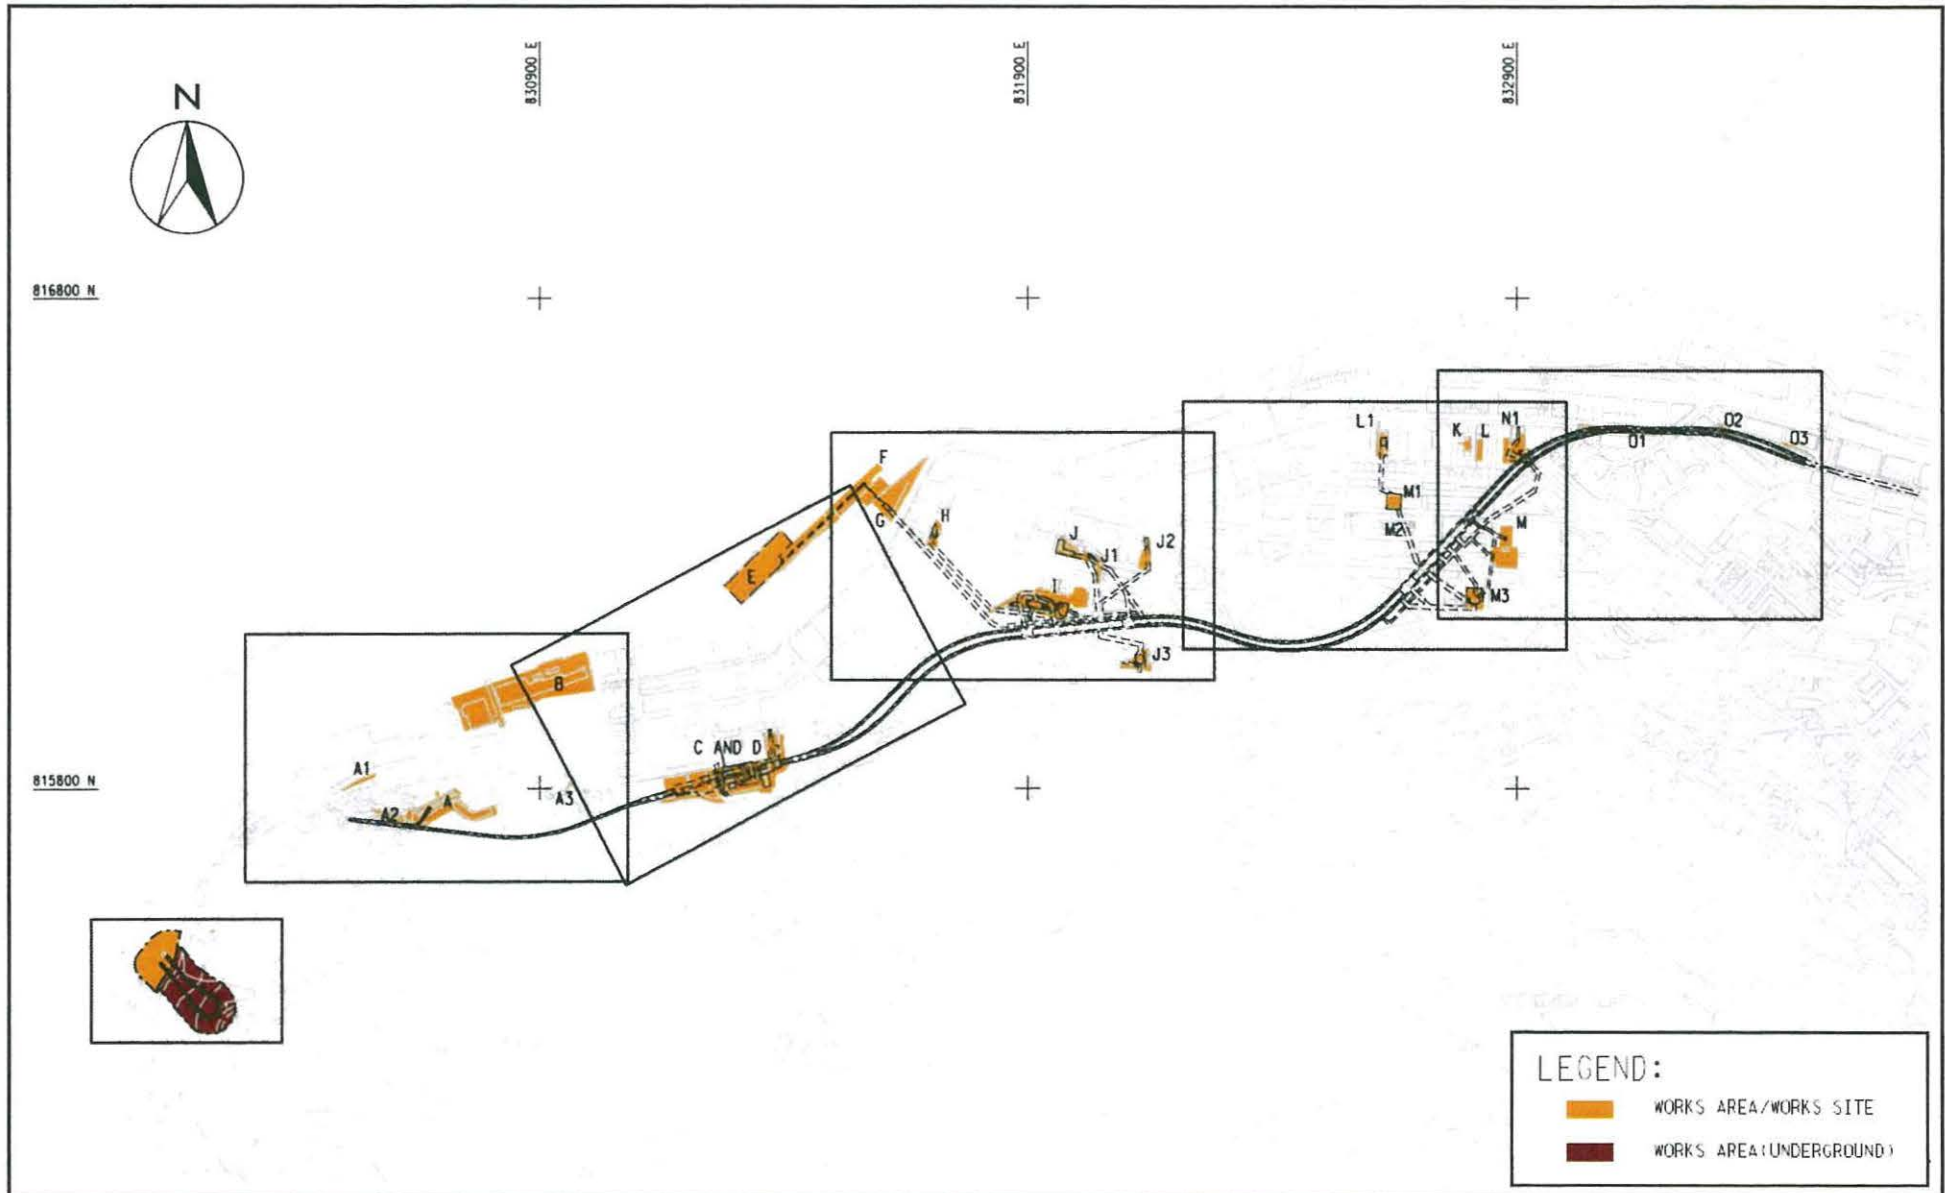 830900 E
831900 E
832900 E
N
816800 N
L1
K
L
N1
O1
O2
O3
F
G
H
M1
M2
M
E
J
J1
J2
I
M3
J3
B
C AND D
815800 N
A1
A3
A2
A
LEGEND:
WORKS AREA/WORKS SITE
WORKS AREA(UNDERGROUND)